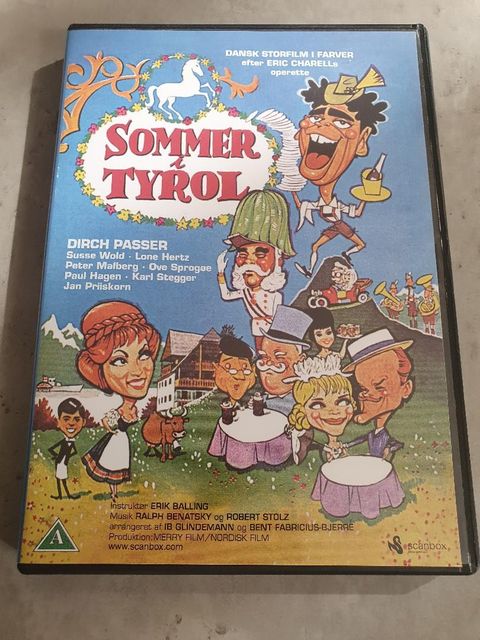 DANSK STORFILM I FARVER
efter ERIC CHARELLs
operette
SOMMER
i
TYROL
DIRCH PASSER
Susse Wold · Lone Hertz
Peter Malberg · Ove Sprogøe
Paul Hagen · Karl Stegger
Jan Priiskorn
Instruktør ERIK BALLING
Musik RALPH BENATSKY og ROBERT STOLZ
arrangeret af IB GLINDEMANN og BENT FABRICIUS-BJERRE
Produktion: MERRY FILM/NORDISK FILM
www.scanbox.com
A
scanbox